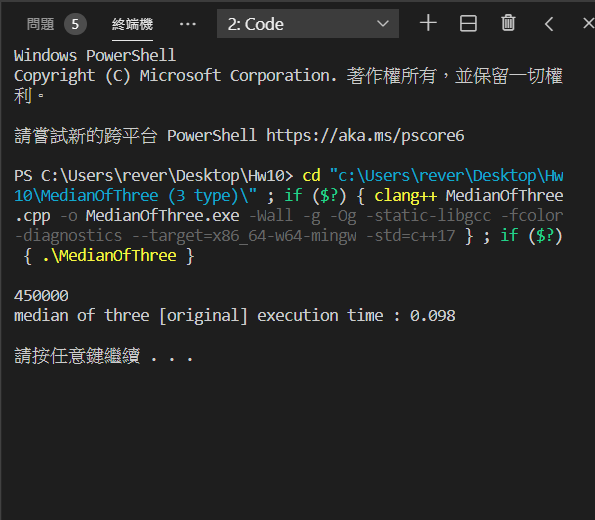 問題 5 終端機 ... 2: Code
Windows PowerShell
Copyright (C) Microsoft Corporation. 著作權所有，並保留一切權
利。
請嘗試新的跨平台 PowerShell https://aka.ms/pscore6
PS C:\Users\rever\Desktop\Hw10> cd "c:\Users\rever\Desktop\Hw
10\MedianOfThree (3 type)\" ; if ($?) { clang++ MedianOfThree
.cpp -o MedianOfThree.exe -Wall -g -Og -static-libgcc -fcolor
-diagnostics --target=x86_64-w64-mingw -std=c++17 } ; if ($?)
{ .\MedianOfThree }
450000
median of three [original] execution time : 0.098
請按任意鍵繼續 . . .